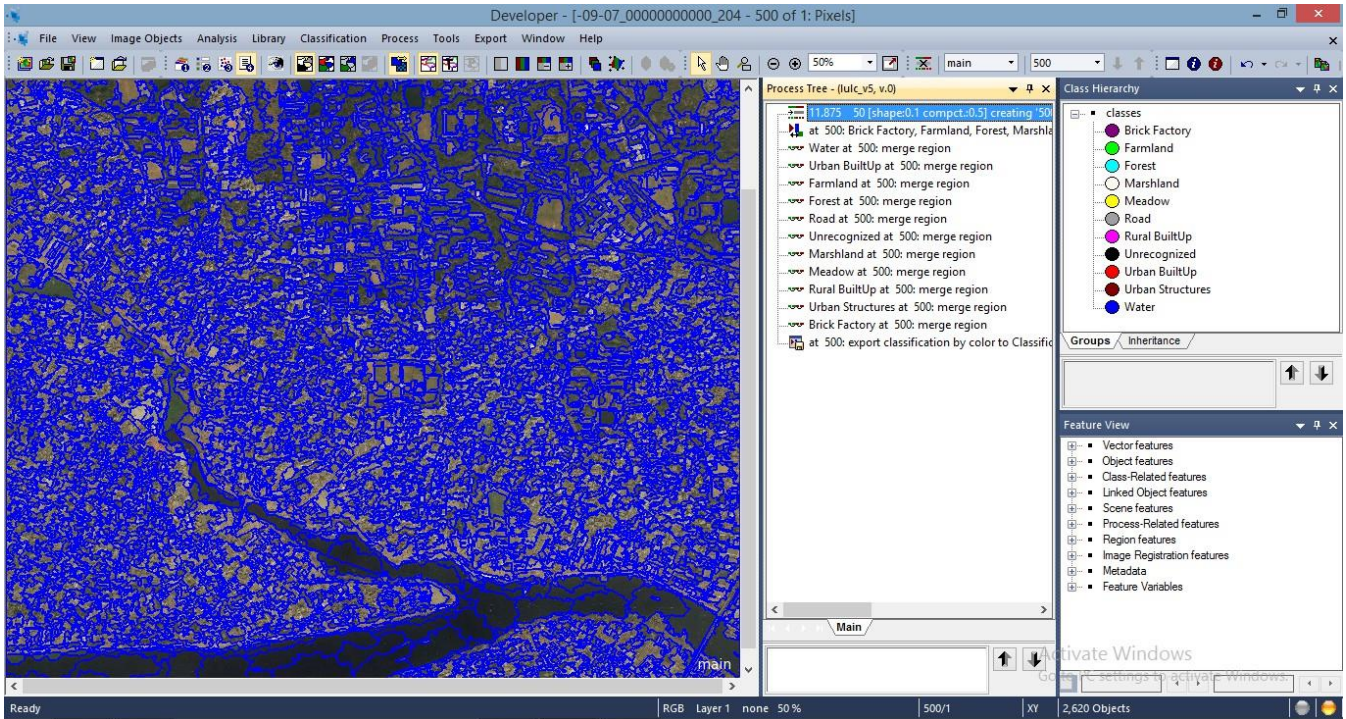 Developer - [-09-07_00000000000_204 - 500 of 1: Pixels]
File View Image Objects Analysis Library Classification Process Tools Export Window Help
50% main 500
Process Tree - (lulc_v5, v.0)
11.875 50 [shape:0.1 compct.:0.5] creating '50
at 500: Brick Factory, Farmland, Forest, Marshla
Water at 500: merge region
Urban BuiltUp at 500: merge region
Farmland at 500: merge region
Forest at 500: merge region
Road at 500: merge region
Unrecognized at 500: merge region
Marshland at 500: merge region
Meadow at 500: merge region
Rural BuiltUp at 500: merge region
Urban Structures at 500: merge region
Brick Factory at 500: merge region
at 500: export classification by color to Classific
Main
Class Hierarchy
classes
Brick Factory
Farmland
Forest
Marshland
Meadow
Road
Rural BuiltUp
Unrecognized
Urban BuiltUp
Urban Structures
Water
Groups Inheritance
Feature View
Vector features
Object features
Class-Related features
Linked Object features
Scene features
Process-Related features
Region features
Image Registration features
Metadata
Feature Variables
main
Activate Windows
Go to PC settings to activate Windows.
Ready RGB Layer 1 none 50 % 500/1 XY 2,620 Objects